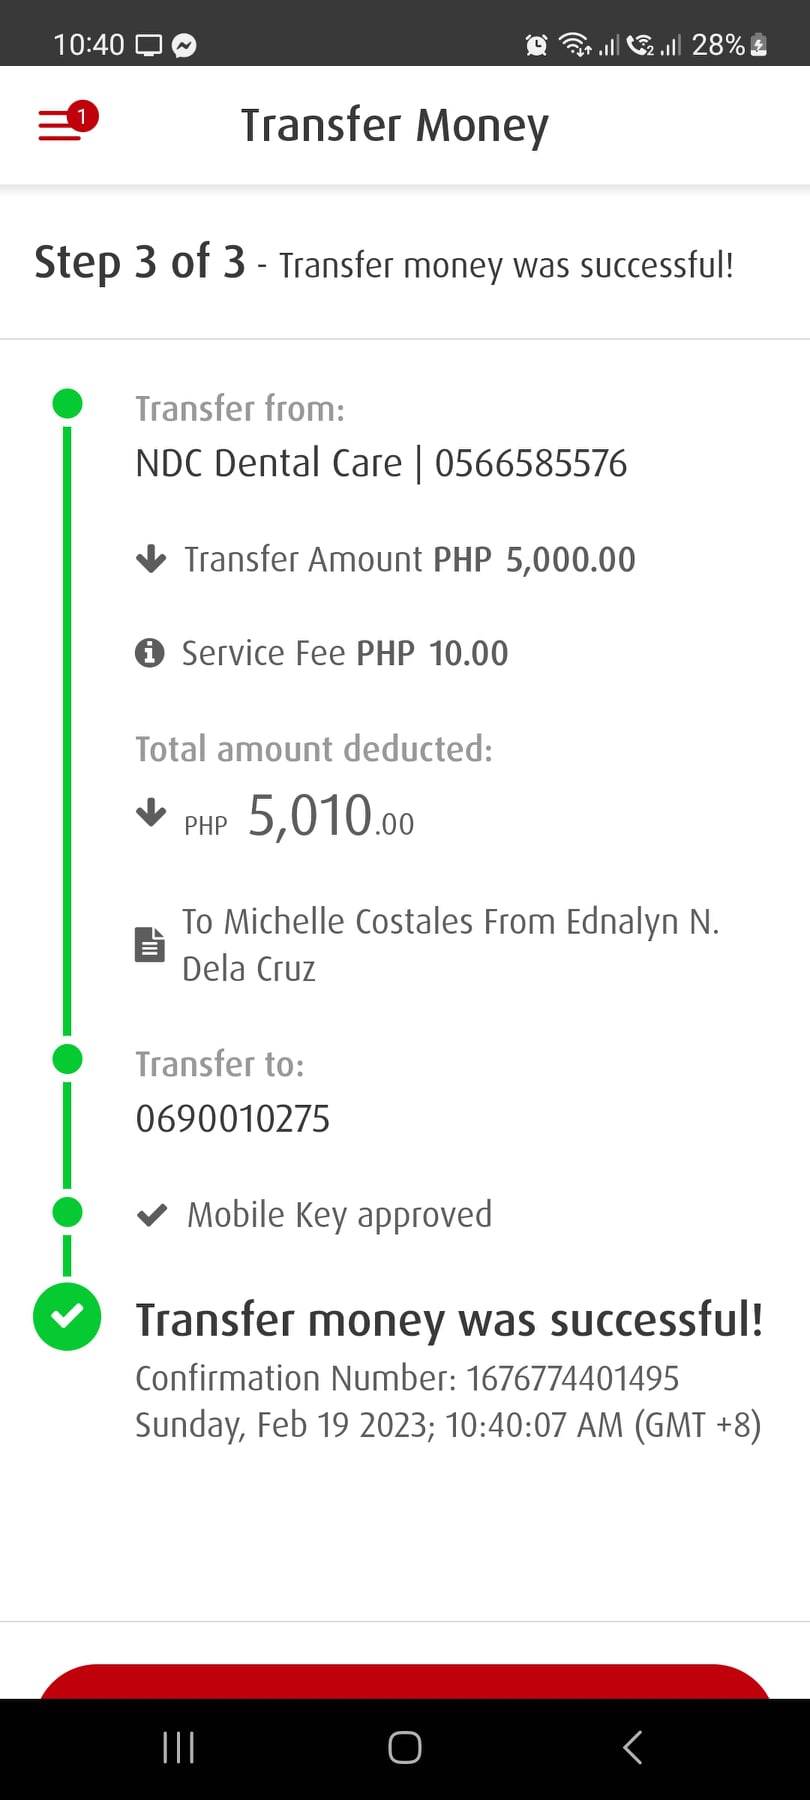 10:40 28%
1
Transfer Money
Step 3 of 3 - Transfer money was successful!
Transfer from:
NDC Dental Care | 0566585576
Transfer Amount PHP 5,000.00
Service Fee PHP 10.00
Total amount deducted:
PHP 5,010.00
To Michelle Costales From Ednalyn N.
Dela Cruz
Transfer to:
0690010275
Mobile Key approved
Transfer money was successful!
Confirmation Number: 1676774401495
Sunday, Feb 19 2023; 10:40:07 AM (GMT +8)